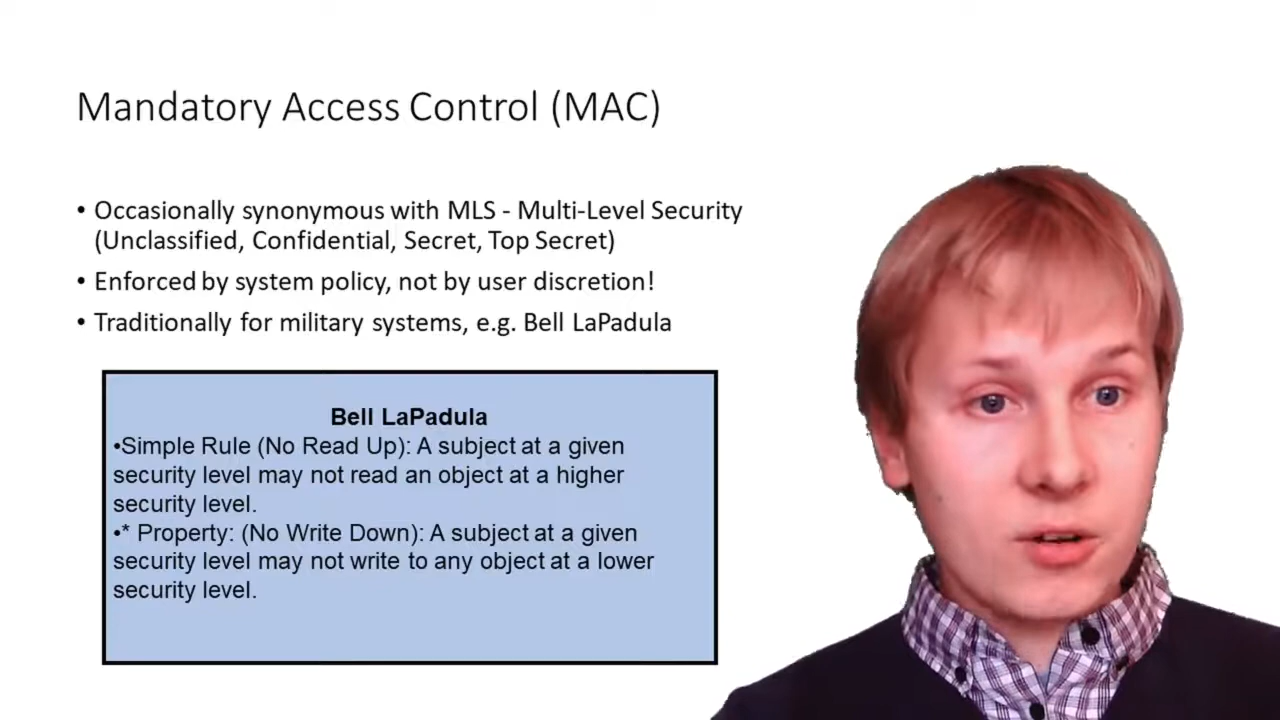 Mandatory Access Control (MAC)
• Occasionally synonymous with MLS - Multi-Level Security
(Unclassified, Confidential, Secret, Top Secret)
• Enforced by system policy, not by user discretion!
• Traditionally for military systems, e.g. Bell LaPadula
Bell LaPadula
•Simple Rule (No Read Up): A subject at a given
security level may not read an object at a higher
security level.
•* Property: (No Write Down): A subject at a given
security level may not write to any object at a lower
security level.